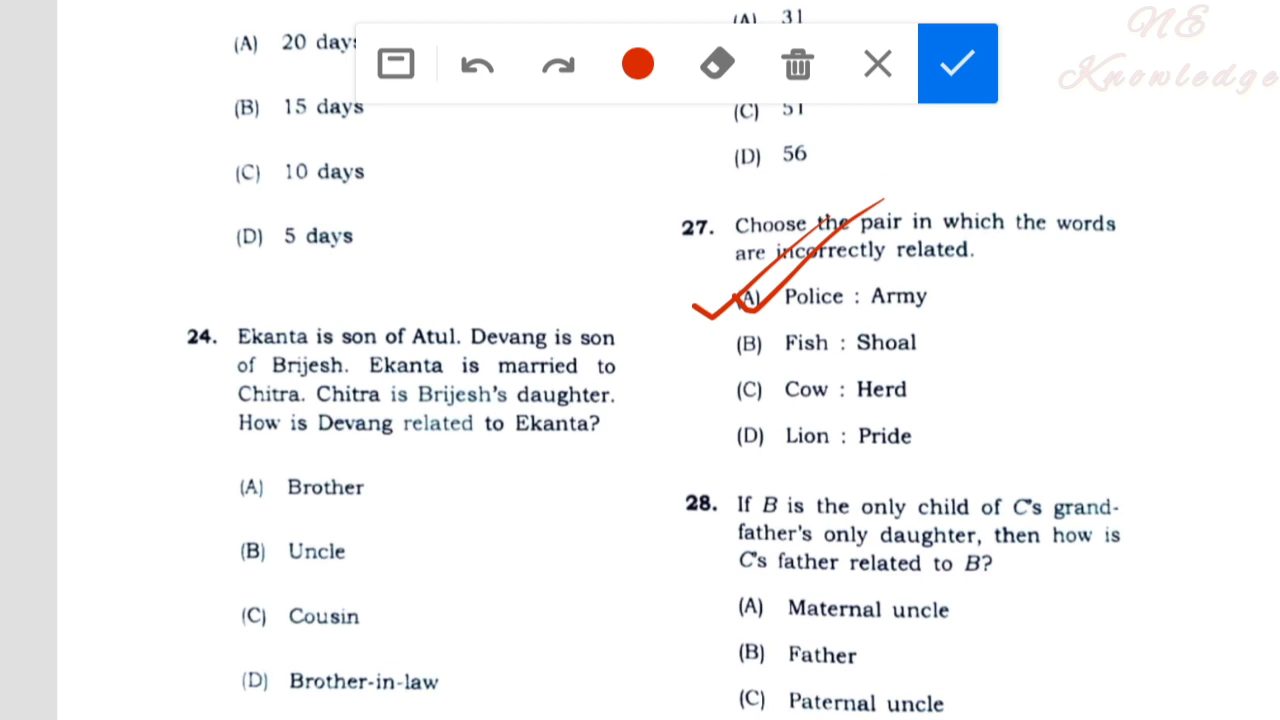 (A) 20 days
(B) 15 days
(C) 10 days
(D) 5 days
24. Ekanta is son of Atul. Devang is son
of Brijesh. Ekanta is married to
Chitra. Chitra is Brijesh's daughter.
How is Devang related to Ekanta?
(A) Brother
(B) Uncle
(C) Cousin
(D) Brother-in-law
(A) 31
(C) 51
(D) 56
27. Choose the pair in which the words
are incorrectly related.
(A) Police : Army
(B) Fish : Shoal
(C) Cow : Herd
(D) Lion : Pride
28. If B is the only child of C's grand-
father's only daughter, then how is
C's father related to B?
(A) Maternal uncle
(B) Father
(C) Paternal uncle
NE
Knowledge